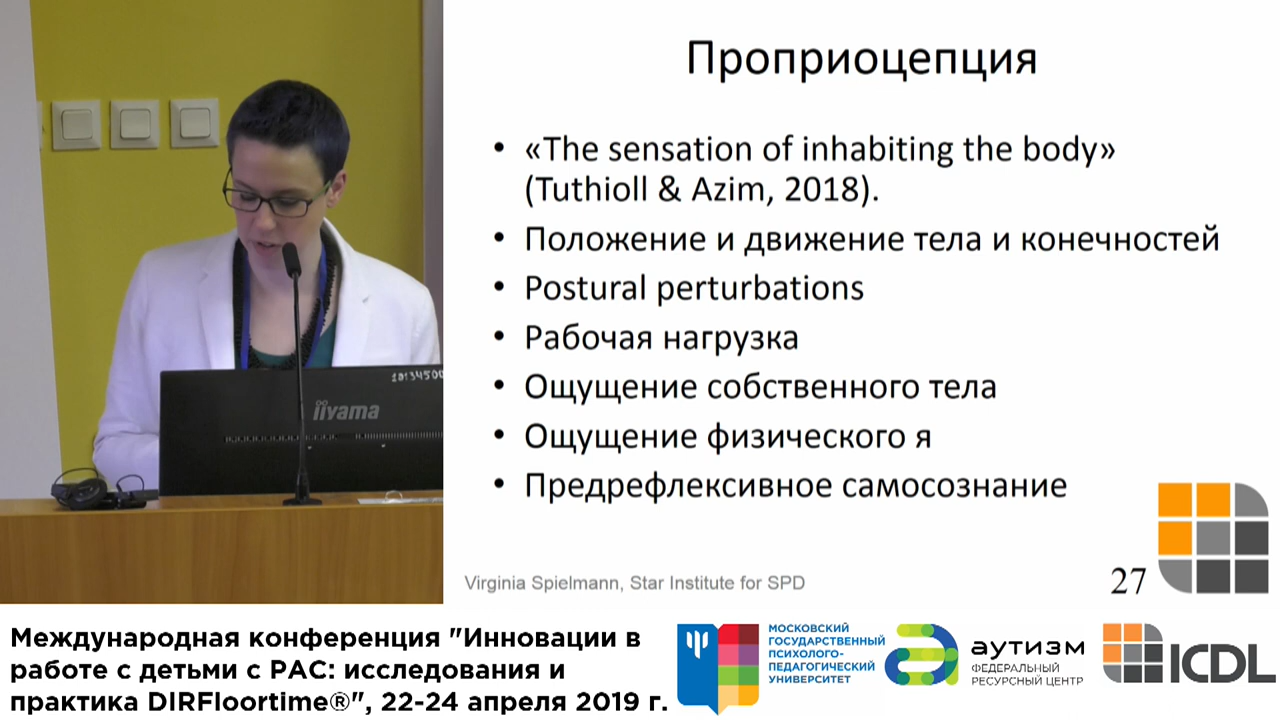 Проприоцепция
• «The sensation of inhabiting the body»
(Tuthioll & Azim, 2018).
• Положение и движение тела и конечностей
• Postural perturbations
• Рабочая нагрузка
• Ощущение собственного тела
• Ощущение физического я
• Предрефлексивное самосознание
Virginia Spielmann, Star Institute for SPD
27
iiyama
Международная конференция "Инновации в
работе с детьми с РАС: исследования и
практика DIRFloortime®", 22-24 апреля 2019 г.
МОСКОВСКИЙ
ГОСУДАРСТВЕННЫЙ
ПСИХОЛОГО-
ПЕДАГОГИЧЕСКИЙ
УНИВЕРСИТЕТ
аутизм
ФЕДЕРАЛЬНЫЙ
РЕСУРСНЫЙ ЦЕНТР
ICDL